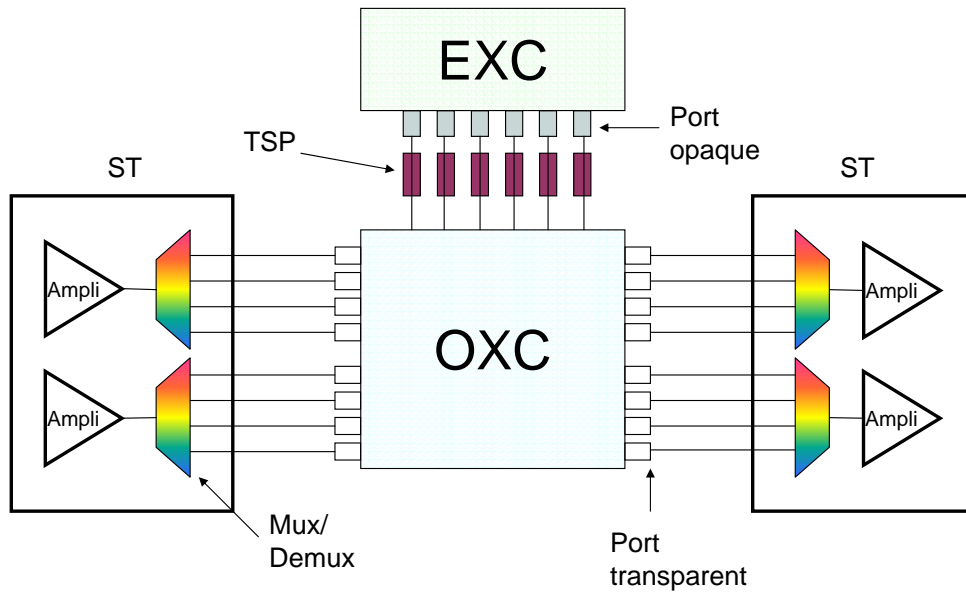 EXC
Port
opaque
TSP
ST
ST
Ampli
Ampli
OXC
Ampli
Ampli
Mux/
Demux
Port
transparent